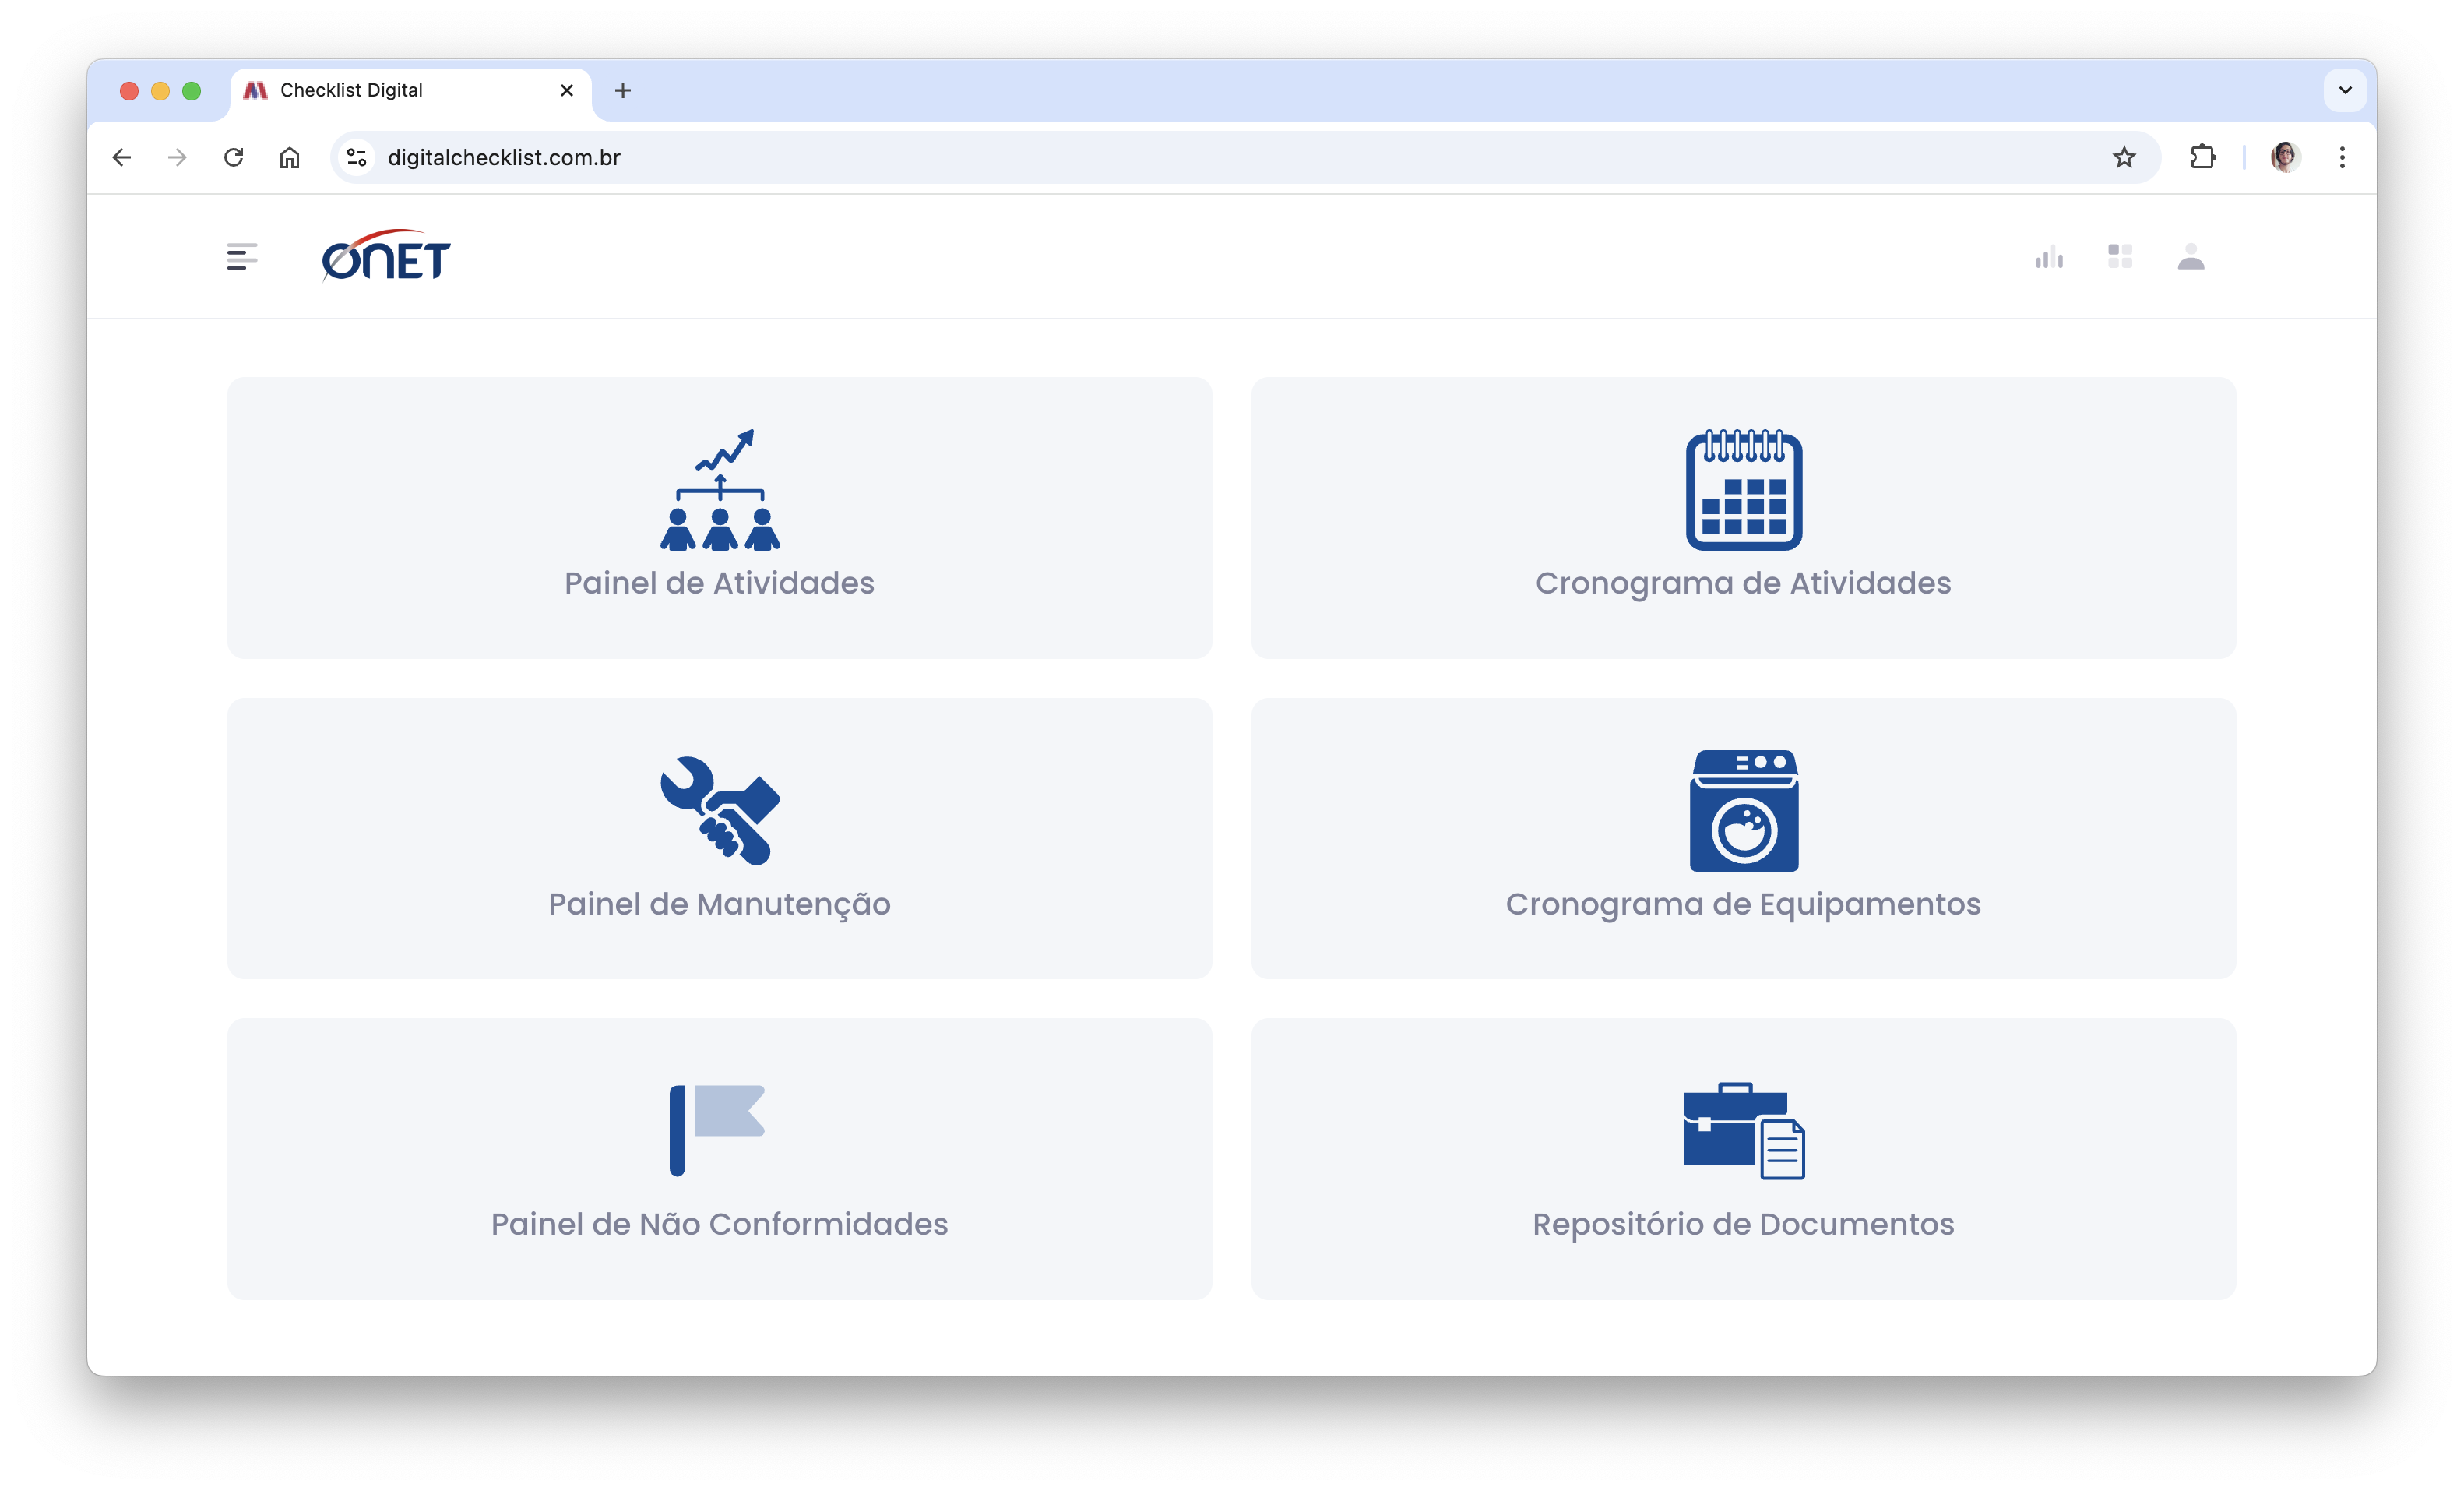 Checklist Digital
digitalchecklist.com.br
ONET
Painel de Atividades
Cronograma de Atividades
Painel de Manutenção
Cronograma de Equipamentos
Painel de Não Conformidades
Repositório de Documentos